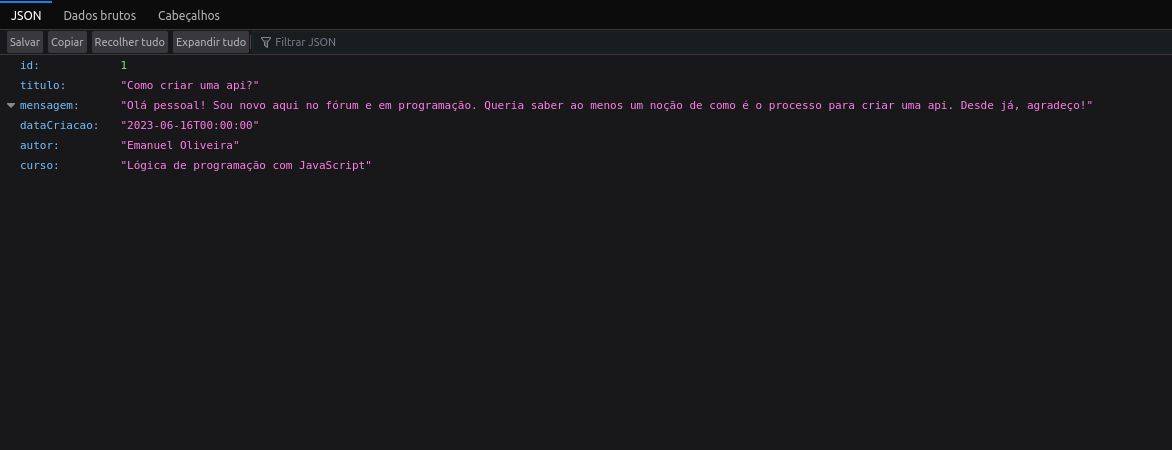 JSON Dados brutos Cabeçalhos
Salvar Copiar Recolher tudo Expandir tudo Filtrar JSON
id: 1
titulo: "Como criar uma api?"
mensagem: "Olá pessoal! Sou novo aqui no fórum e em programação. Queria saber ao menos um noção de como é o processo para criar uma api. Desde já, agradeço!"
dataCriacao: "2023-06-16T00:00:00"
autor: "Emanuel Oliveira"
curso: "Lógica de programação com JavaScript"